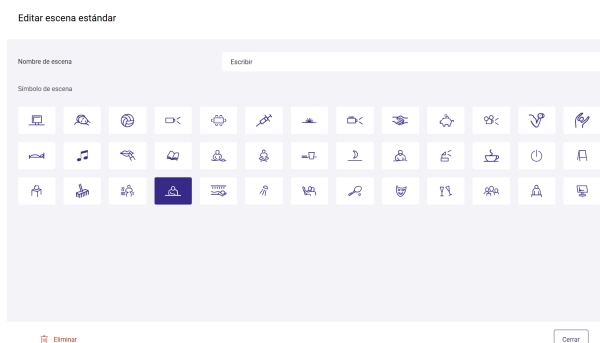 Editar escena estándar
Nombre de escena
Escribir
Símbolo de escena
Eliminar
Cerrar